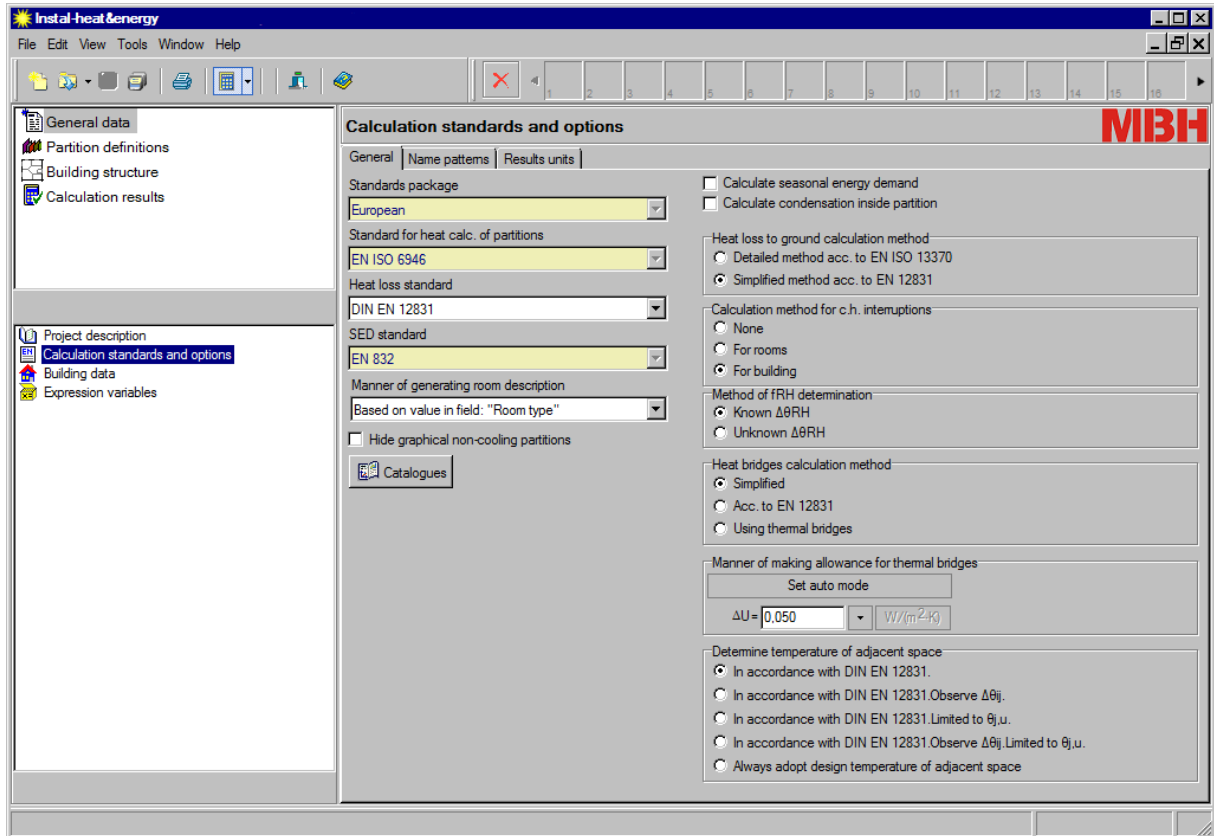 Instal-heat&energy
File Edit View Tools Window Help
1 2 3 4 5 6 7 8 9 10 11 12 13 14 15 16
General data
Partition definitions
Building structure
Calculation results
Project description
EN Calculation standards and options
Building data
Expression variables
Calculation standards and options
MBH
General Name patterns Results units
Standards package
European
Standard for heat calc. of partitions
EN ISO 6946
Heat loss standard
DIN EN 12831
SED standard
EN 832
Manner of generating room description
Based on value in field: "Room type"
Hide graphical non-cooling partitions
Catalogues
Calculate seasonal energy demand
Calculate condensation inside partition
Heat loss to ground calculation method
Detailed method acc. to EN ISO 13370
Simplified method acc. to EN 12831
Calculation method for c.h. interruptions
None
For rooms
For building
Method of fRH determination
Known ΔθRH
Unknown ΔθRH
Heat bridges calculation method
Simplified
Acc. to EN 12831
Using thermal bridges
Manner of making allowance for thermal bridges
Set auto mode
ΔU= 0,050 W/(m²·K)
Determine temperature of adjacent space
In accordance with DIN EN 12831.
In accordance with DIN EN 12831.Observe Δθij.
In accordance with DIN EN 12831.Limited to θj,u.
In accordance with DIN EN 12831.Observe Δθij.Limited to θj,u.
Always adopt design temperature of adjacent space